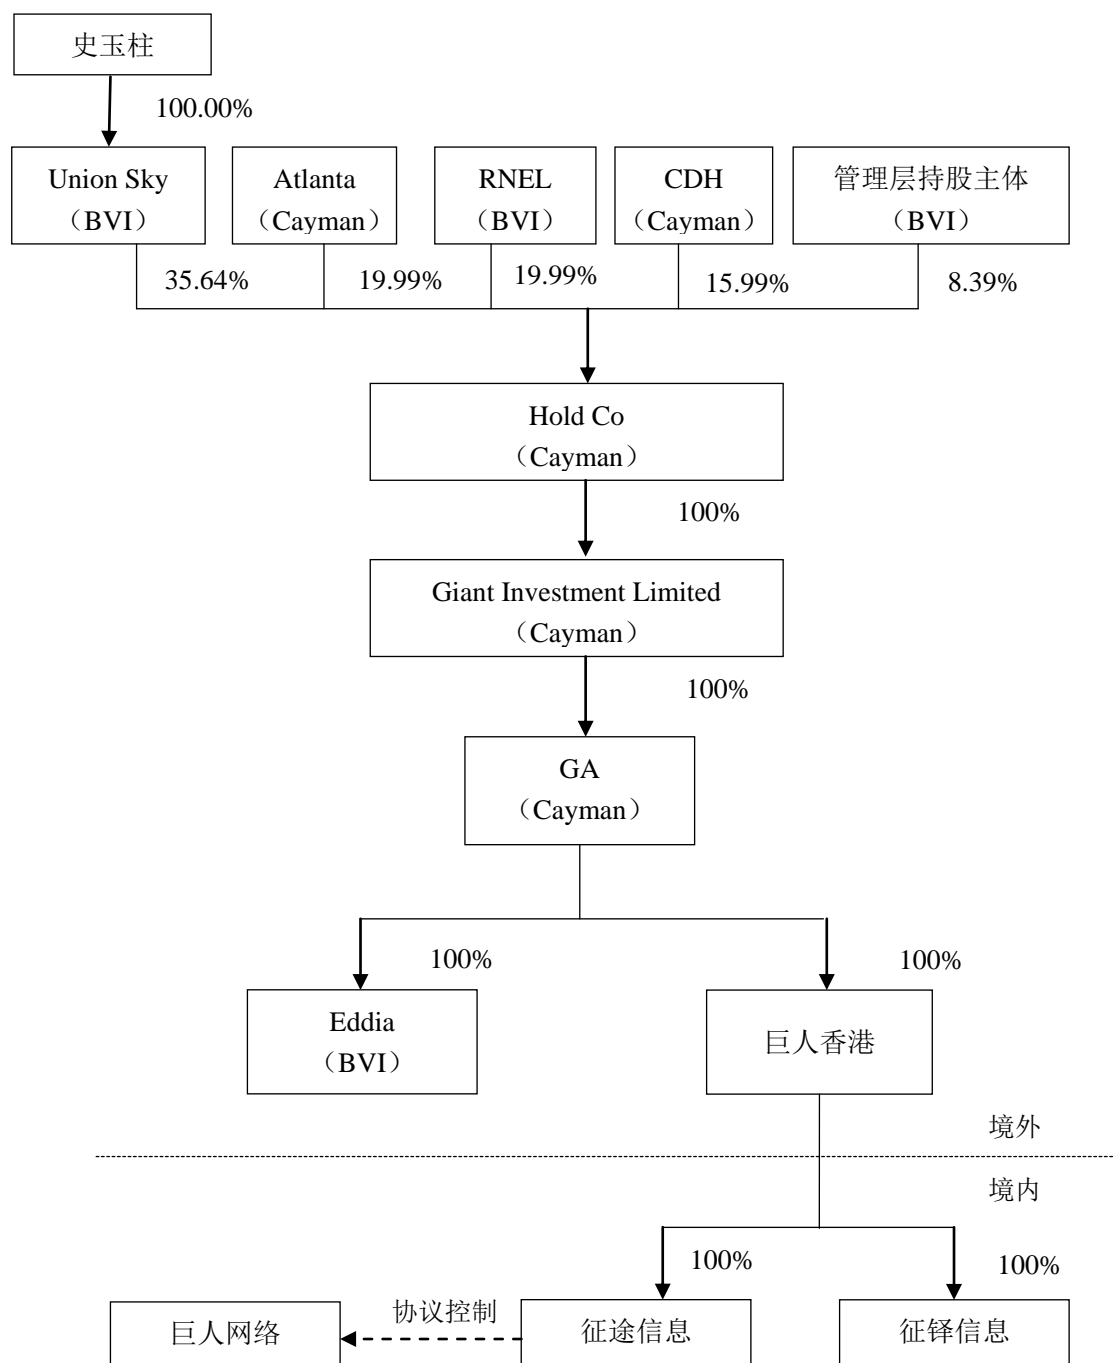 史玉柱
100.00%
Union Sky
（BVI）
Atlanta
（Cayman）
RNEL
（BVI）
CDH
（Cayman）
管理层持股主体
（BVI）
35.64%
19.99%
19.99%
15.99%
8.39%
Hold Co
（Cayman）
100%
Giant Investment Limited
（Cayman）
100%
GA
（Cayman）
100%
100%
Eddia
（BVI）
巨人香港
境外
境内
100%
100%
巨人网络
协议控制
征途信息
征铎信息